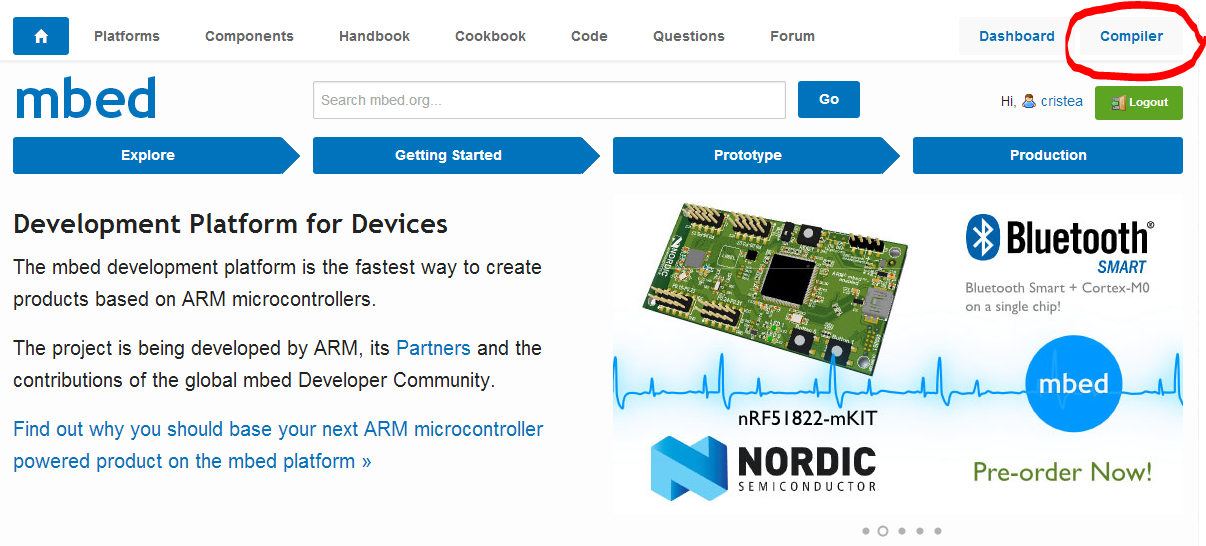 Platforms Components Handbook Cookbook Code Questions Forum Dashboard Compiler
mbed
Search mbed.org...
Go
Hi, cristea
Logout
Explore Getting Started Prototype Production
Development Platform for Devices
The mbed development platform is the fastest way to create
products based on ARM microcontrollers.
The project is being developed by ARM, its Partners and the
contributions of the global mbed Developer Community.
Find out why you should base your next ARM microcontroller
powered product on the mbed platform »
NORDIC
Bluetooth®
SMART
Bluetooth Smart + Cortex-M0
on a single chip!
mbed
nRF51822-mKIT
NORDIC
SEMICONDUCTOR
Pre-order Now!